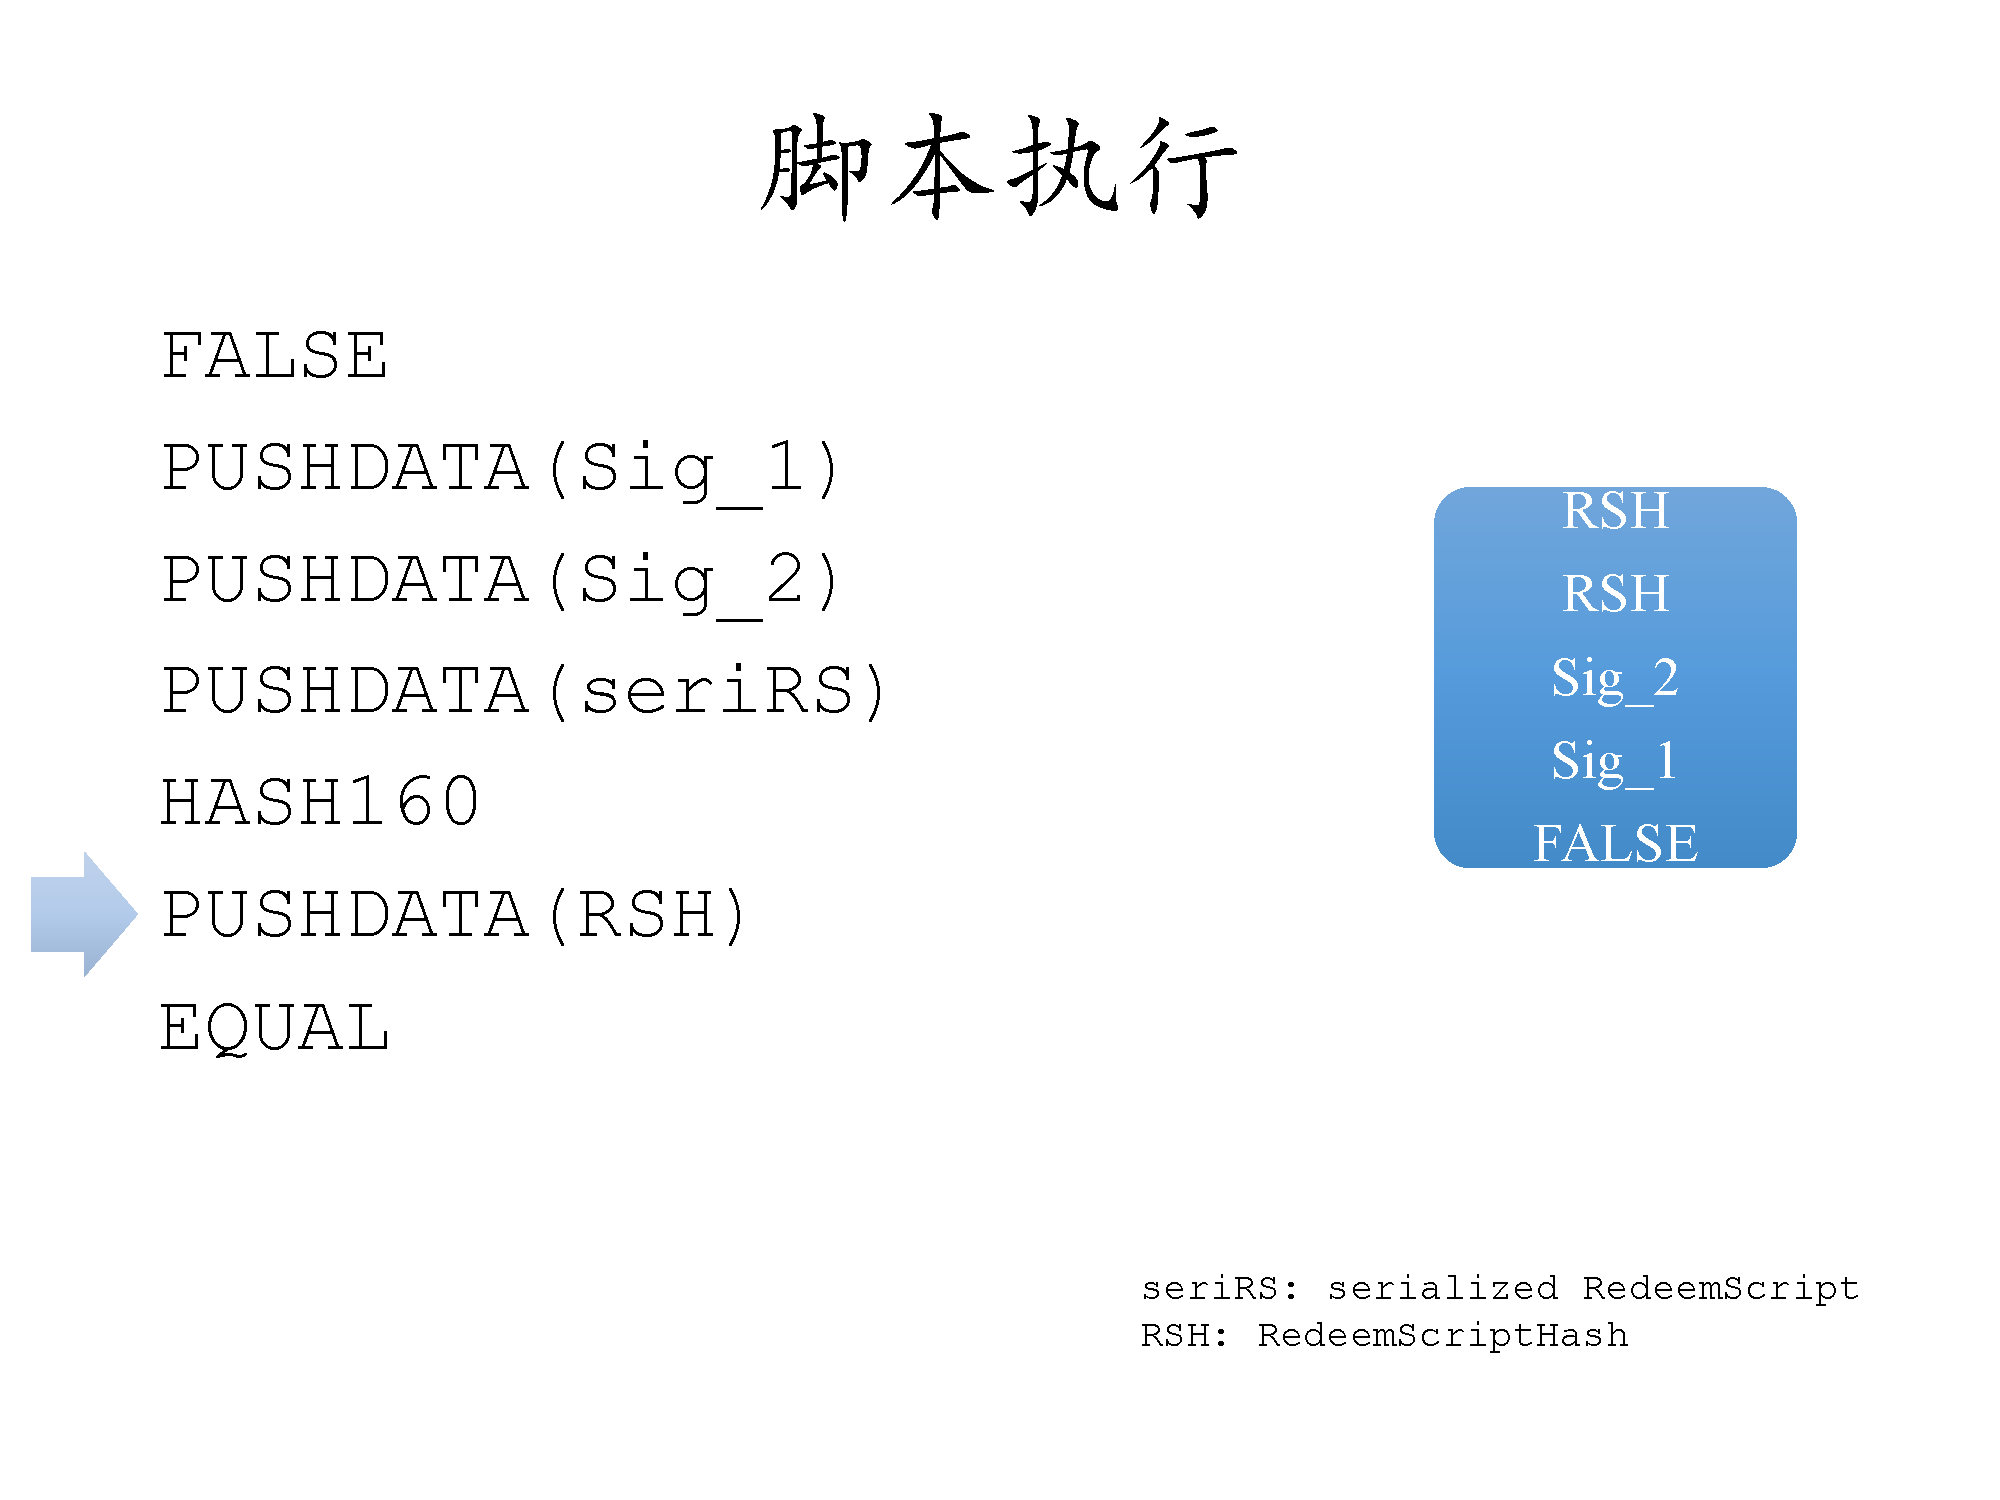 脚本执行
FALSE
PUSHDATA(Sig_1)
PUSHDATA(Sig_2)
PUSHDATA(seriRS)
HASH160
PUSHDATA(RSH)
EQUAL
RSH
RSH
Sig_2
Sig_1
FALSE
seriRS: serialized RedeemScript
RSH: RedeemScriptHash